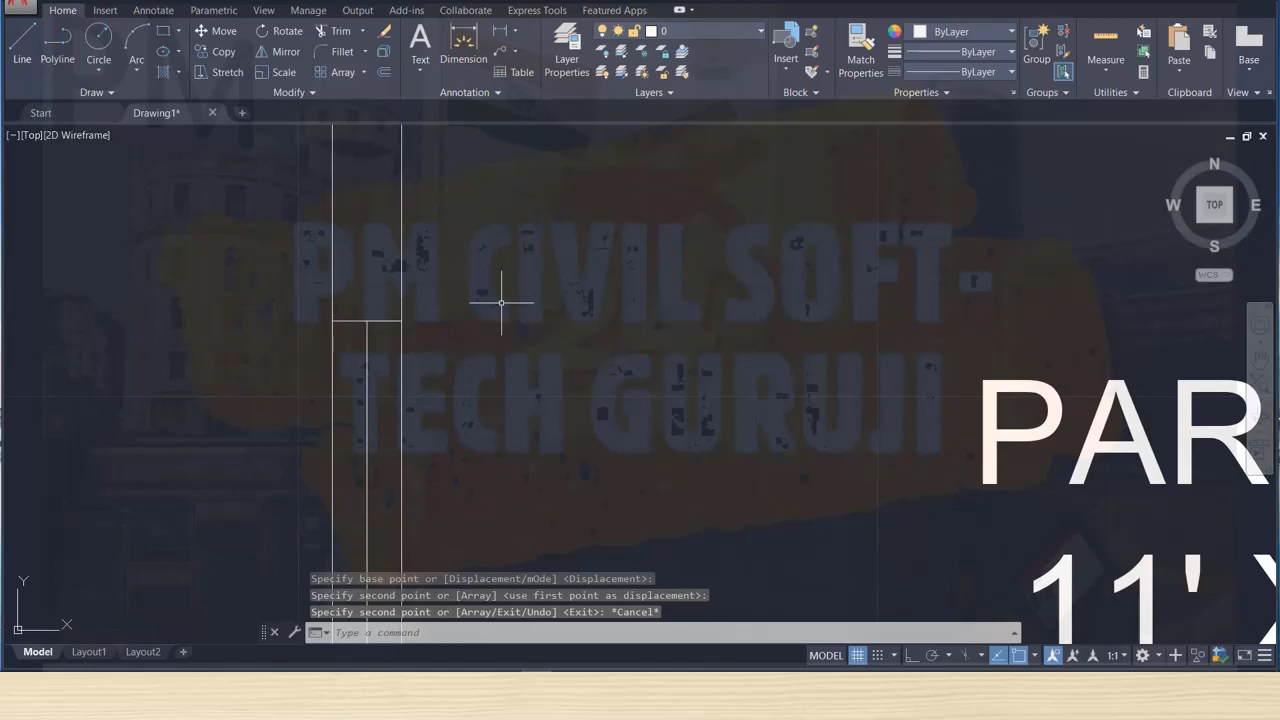 Home Insert Annotate Parametric View Manage Output Add-ins Collaborate Express Tools Featured Apps
Line Polyline Circle Arc
Move Rotate Trim
Copy Mirror Fillet
Stretch Scale Array
Text Dimension Table
Layer Properties
0
Insert
Match Properties
ByLayer
ByLayer
ByLayer
Group Measure Paste Base
Draw Modify Annotation Layers Block Properties Groups Utilities Clipboard View
Start Drawing1*
[−][Top][2D Wireframe]
N
W TOP E
S
WCS
PM CIVIL SOFT-
TECH GURUJI
PAR
11' X
Specify base point or [Displacement/mOde] <Displacement>:
Specify second point or [Array] <use first point as displacement>:
Specify second point or [Array/Exit/Undo] <Exit>: *Cancel*
Type a command
Y
X
Model Layout1 Layout2
MODEL 1:1